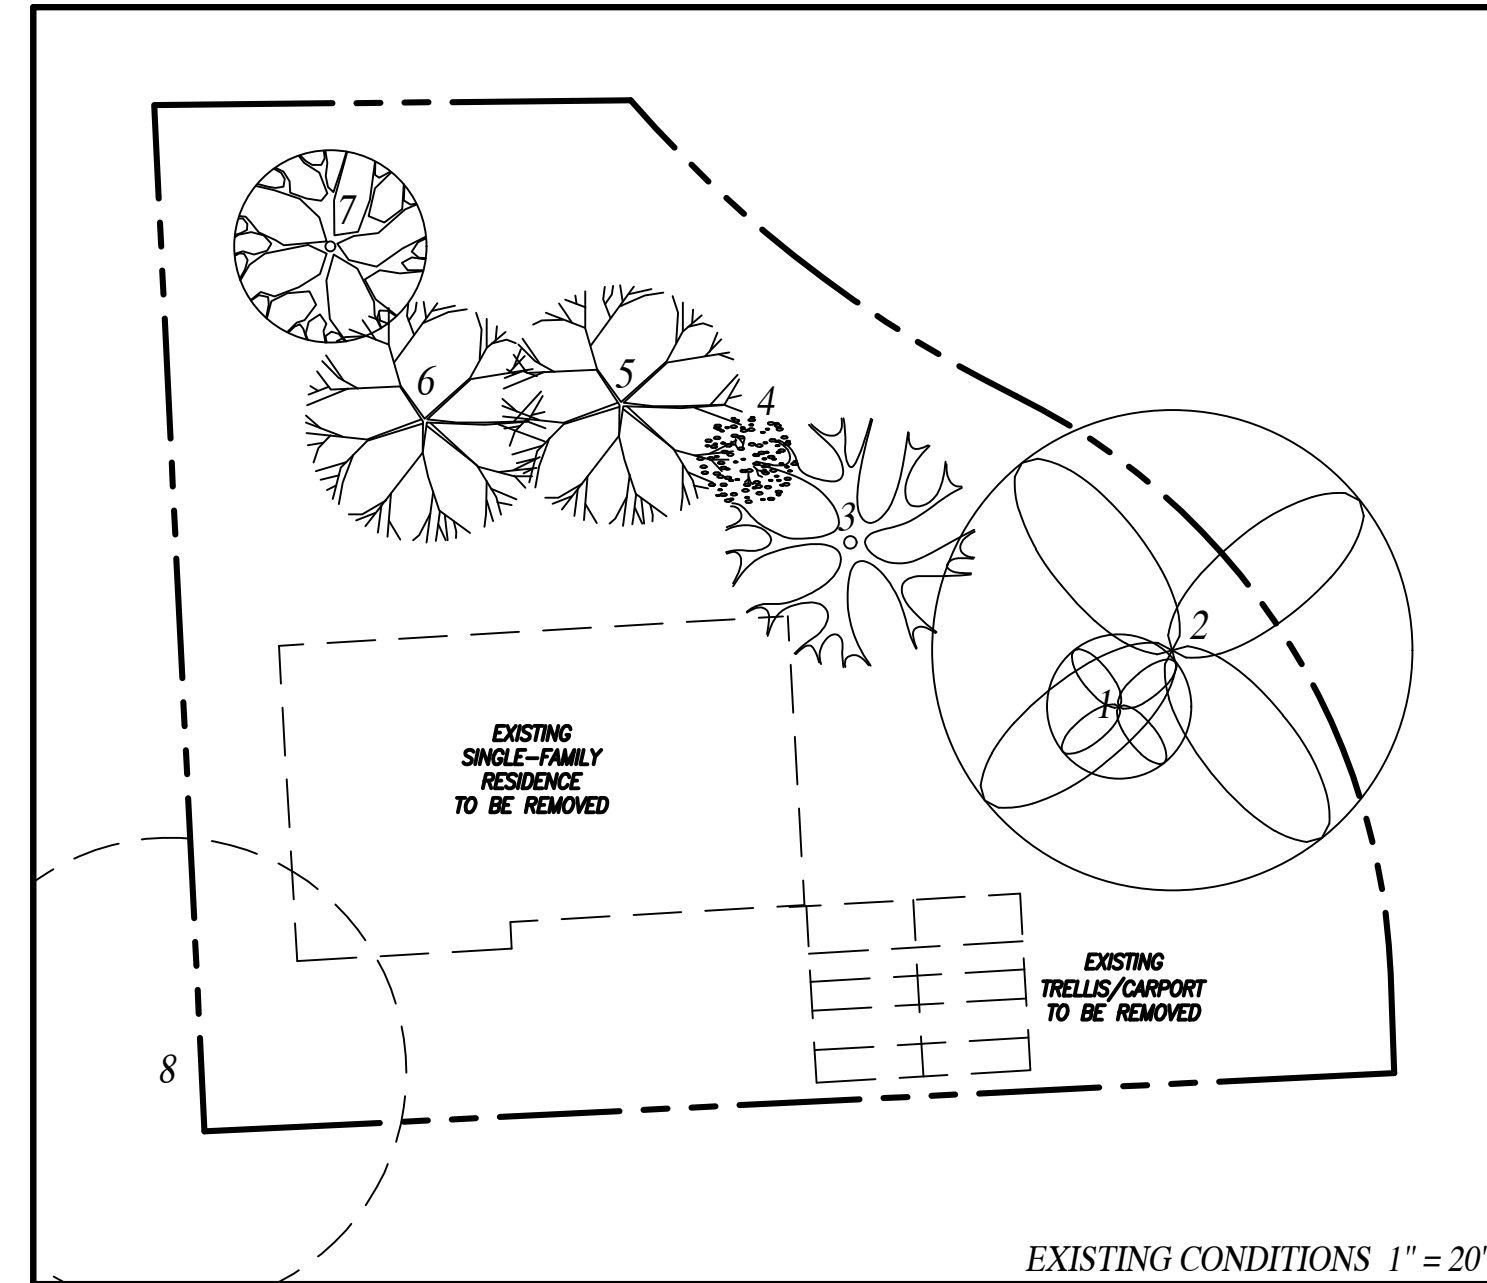 7
6
5
4
3
2
1
EXISTING
SINGLE-FAMILY
RESIDENCE
TO BE REMOVED
EXISTING
TRELLIS/CARPORT
TO BE REMOVED
8
EXISTING CONDITIONS 1" = 20'